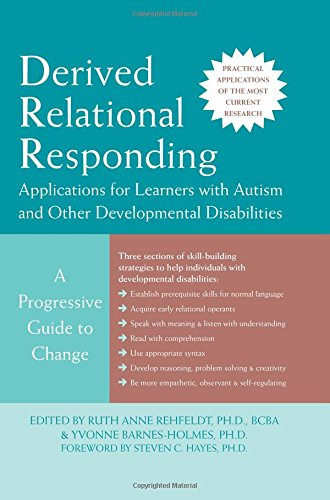 Derived
Relational
Responding
PRACTICAL
APPLICATIONS
OF THE MOST
CURRENT
RESEARCH
Applications for Learners with Autism
and Other Developmental Disabilities
A
Progressive
Guide to
Change
Three sections of skill-building
strategies to help individuals with
developmental disabilities:
→ Establish prerequisite skills for normal language
→ Acquire early relational operants
→ Speak with meaning & listen with understanding
→ Read with comprehension
→ Use appropriate syntax
→ Develop reasoning, problem solving & creativity
→ Be more empathetic, observant & self-regulating
EDITED BY RUTH ANNE REHFELDT, PH.D., BCBA
& YVONNE BARNES-HOLMES, PH.D.
FOREWORD BY STEVEN C. HAYES, PH.D.
Copyrighted Material